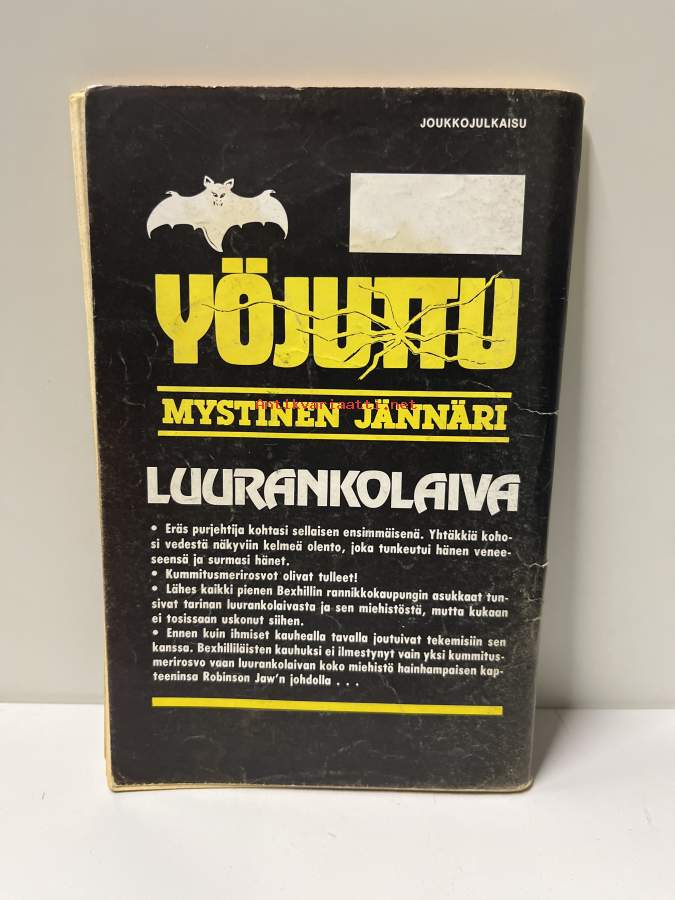 JOUKKOJULKAISU
YÖJUTTU
MYSTINEN JÄNNÄRI
Antikvariaatti.net
LUURANKOLAIVA
• Eräs purjehtija kohtasi sellaisen ensimmäisenä. Yhtäkkiä koho-
si vedestä näkyviin kelmeä olento, joka tunkeutui hänen venee-
seensä ja surmasi hänet.
• Kummitusmerirosvot olivat tulleet!
• Lähes kaikki pienen Bexhillin rannikkokaupungin asukkaat tun-
sivat tarinan luurankolaivasta ja sen miehistöstä, mutta kukaan
ei tosissaan uskonut siihen.
• Ennen kuin ihmiset kauhealla tavalla joutuivat tekemisiin sen
kanssa. Bexhilliläisten kauhuksi ei ilmestynyt vain yksi kummitus-
merirosvo vaan luurankolaivan koko miehistö hainhampaisen kap-
teeninsa Robinson Jaw'n johdolla . . .